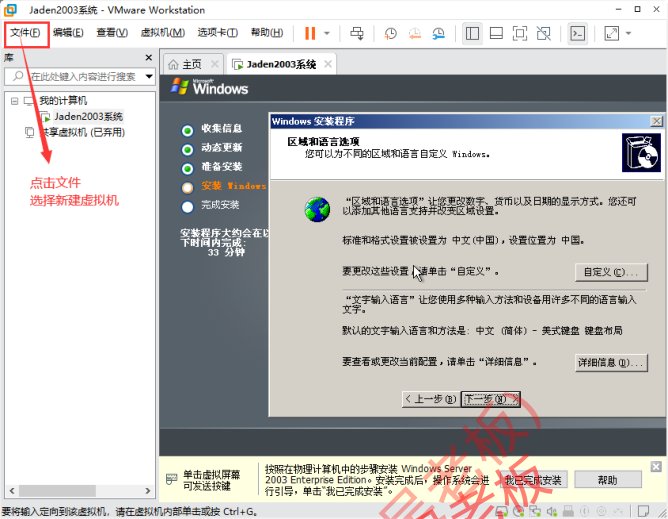 Jaden2003系统 - VMware Workstation
文件(F) 编辑(E) 查看(V) 虚拟机(M) 选项卡(T) 帮助(H)
库
在此处键入内容进行搜索
主页 Jaden2003系统
我的计算机
Jaden2003系统
共享虚拟机 (已弃用)
点击文件
选择新建虚拟机
Microsoft
Windows
收集信息
动态更新
准备安装
安装 Windows
完成安装
安装程序大约会在以
下时间内完成:
33 分钟
Windows 安装程序
区域和语言选项
您可以为不同的区域和语言自定义 Windows。
“区域和语言选项”让您更改数字、货币以及日期的显示方式。您还可
以添加其他语言支持并改变区域设置。
标准和格式设置被设置为 中文(中国),设置位置为 中国。
要更改这些设置,请单击“自定义”。
自定义(C)...
“文字输入语言”让您使用多种输入方法和设备用许多不同的语言输入
文字。
默认的文字输入语言和方法是: 中文 (简体) - 美式键盘 键盘布局
要查看或更改当前配置,请单击“详细信息”。
详细信息(D)...
< 上一步(B) 下一步(N) >
单击虚拟屏幕
可发送按键
按照在物理计算机中的步骤安装 Windows Server
2003 Enterprise Edition。安装完成后,操作系统会进
行引导,单击“我已完成安装”。
我已完成安装
帮助
老板)
老板
要将输入定向到该虚拟机,请在虚拟机内部单击或按 Ctrl+G。